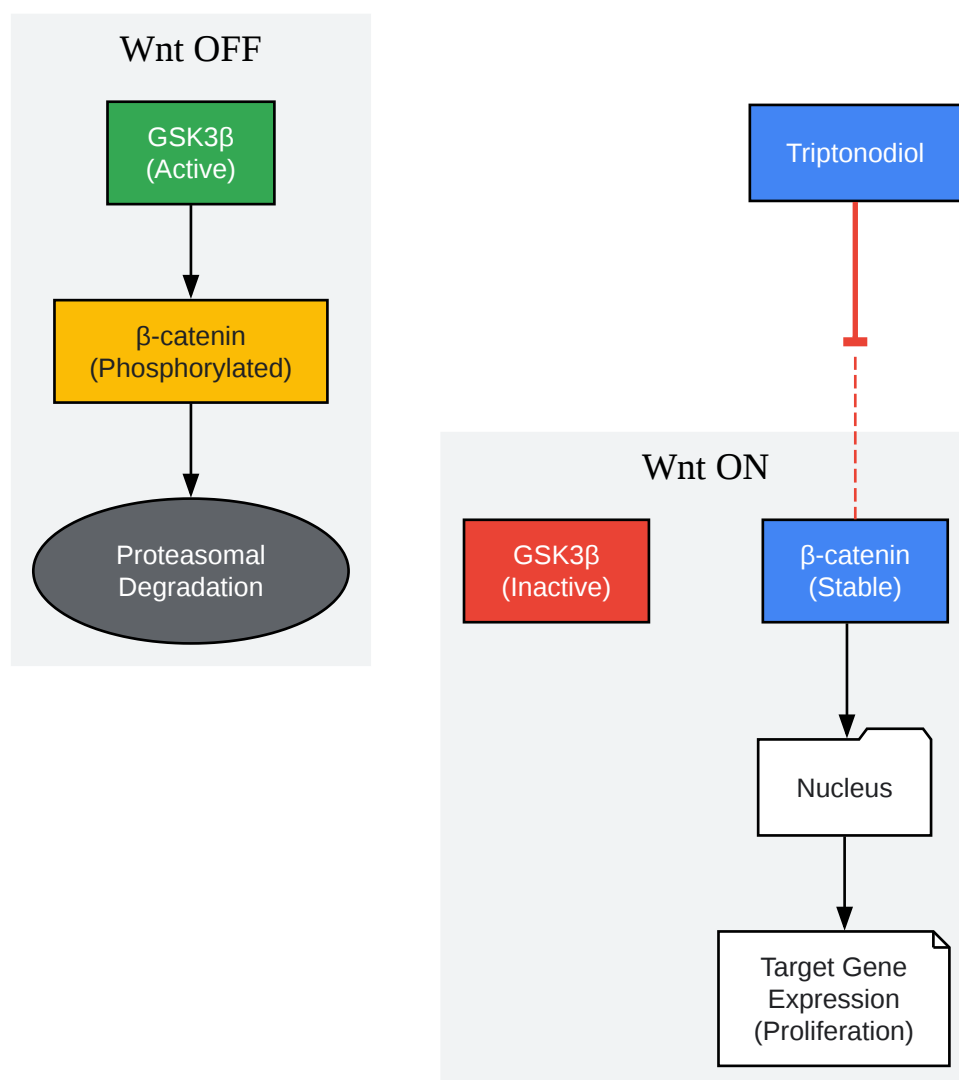 Wnt OFF
GSK3β
(Active)
β-catenin
(Phosphorylated)
Proteasomal
Degradation
Triptonodiol
Wnt ON
GSK3β
(Inactive)
β-catenin
(Stable)
Nucleus
Target Gene
Expression
(Proliferation)